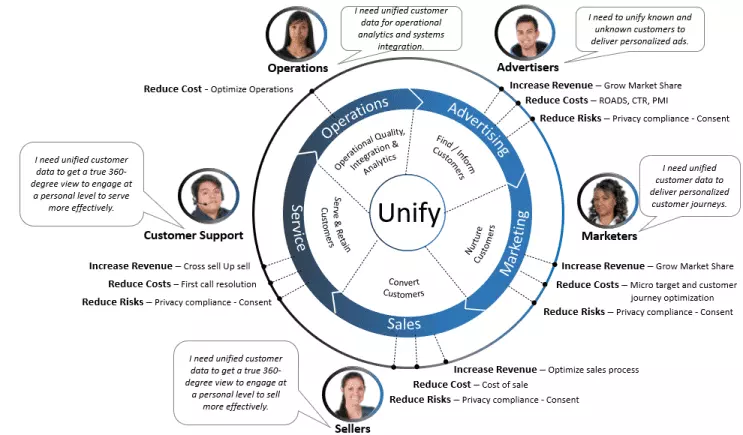 I need unified customer
data for operational
analytics and systems
integration.
Operations
I need to unify known and
unknown customers to
deliver personalized ads.
Advertisers
Reduce Cost - Optimize Operations
Increase Revenue – Grow Market Share
Reduce Costs – ROADS, CTR, PMI
Reduce Risks – Privacy compliance - Consent
Operations
Advertising
Operational Quality,
Integration &
Analytics
Find / Inform
Customers
I need unified customer
data to get a true 360-
degree view to engage at
a personal level to serve
more effectively.
Customer Support
Service
Serve & Retain
Customers
Unify
Nurture
Customers
Marketing
I need unified
customer data to
deliver personalized
customer journeys.
Marketers
Increase Revenue – Cross sell Up sell
Reduce Costs – First call resolution
Reduce Risks – Privacy compliance - Consent
Convert
Customers
Sales
Increase Revenue – Grow Market Share
Reduce Costs – Micro target and customer
journey optimization
Reduce Risks – Privacy compliance - Consent
I need unified customer
data to get a true 360-
degree view to engage at
a personal level to sell
more effectively.
Sellers
Increase Revenue – Optimize sales process
Reduce Cost – Cost of sale
Reduce Risks – Privacy compliance - Consent